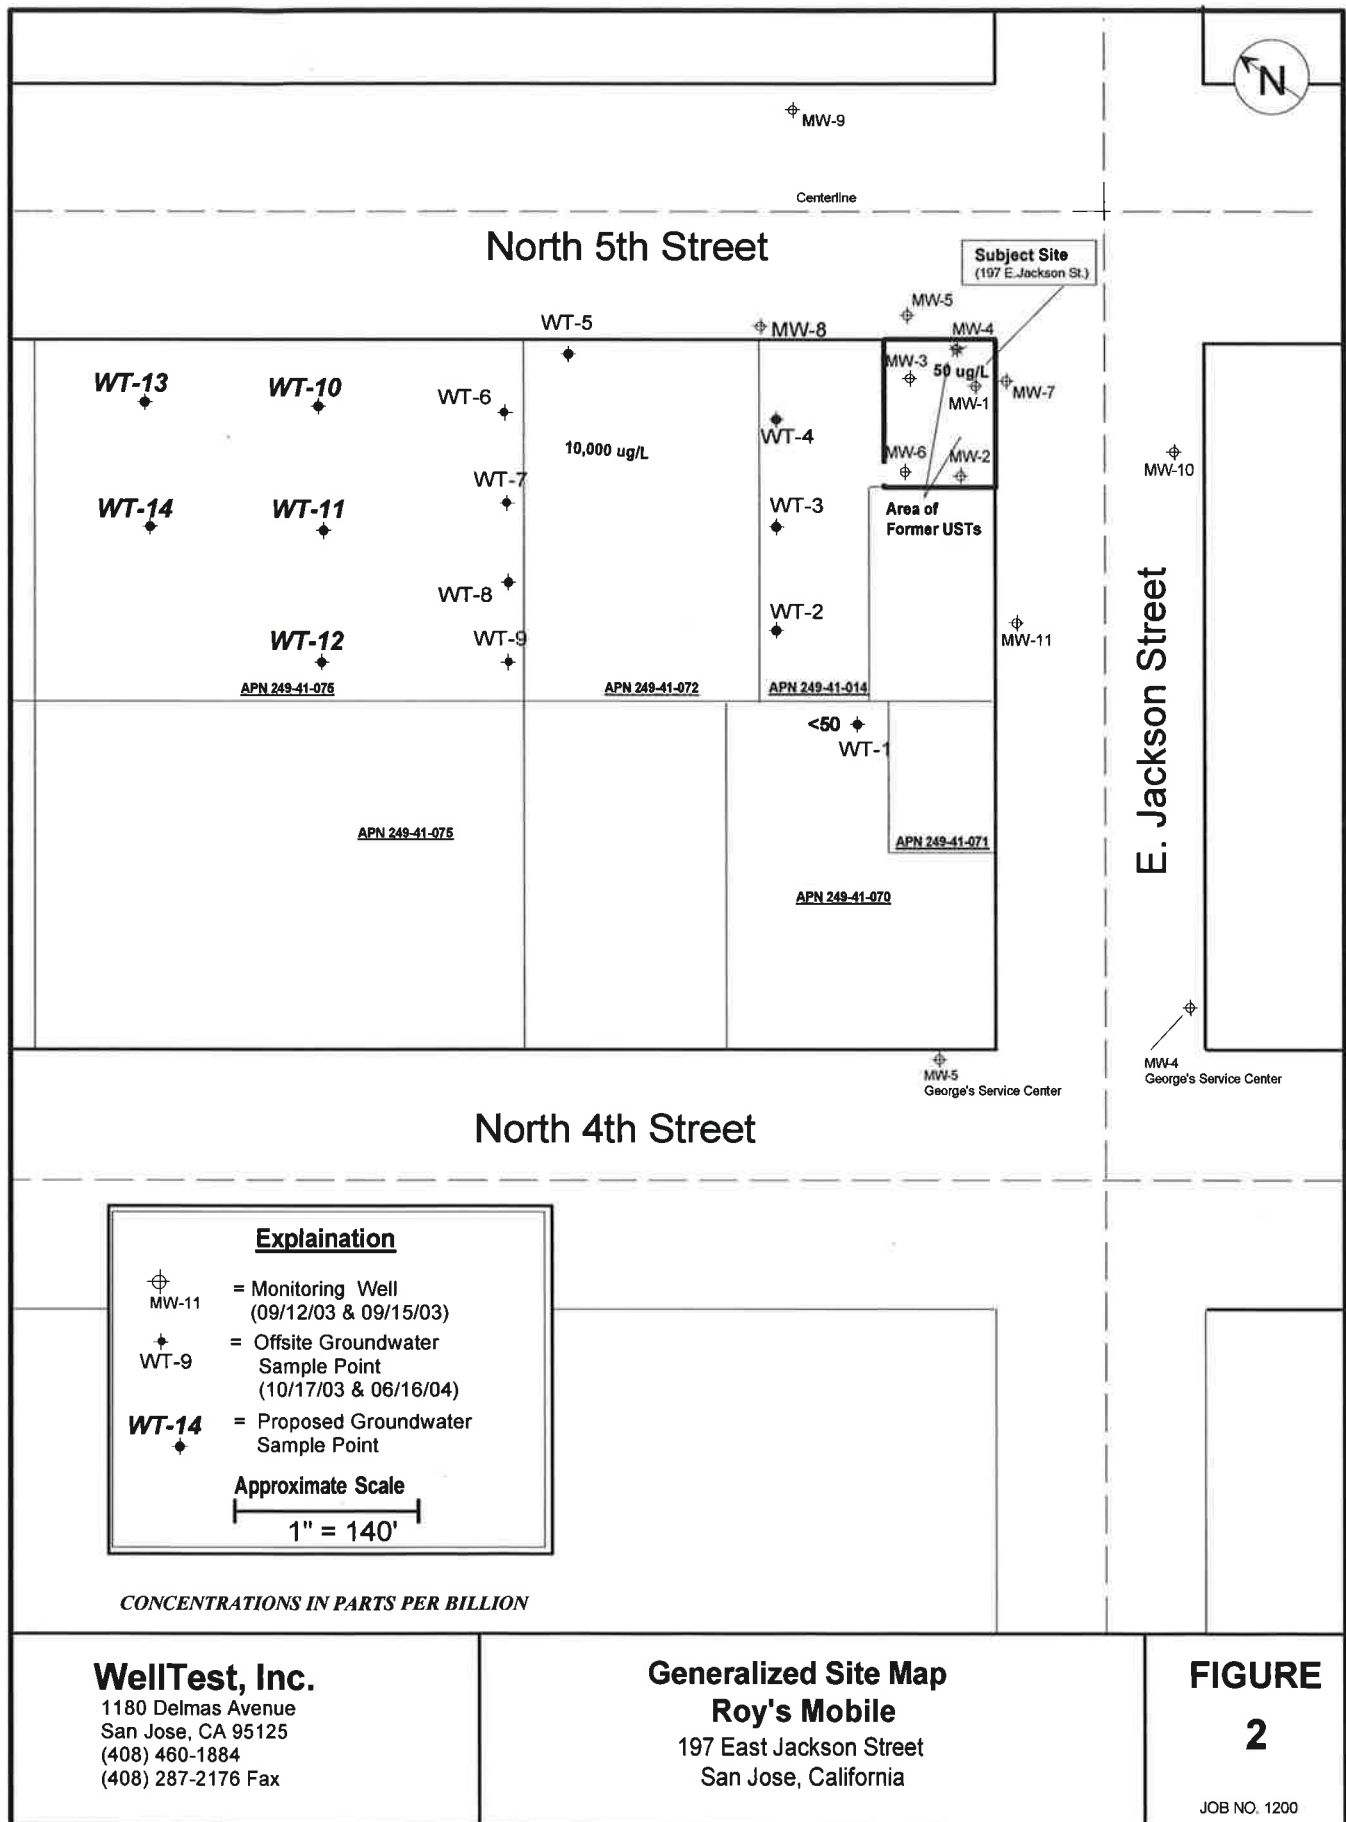 N
MW-9
Centerline
North 5th Street
Subject Site
(197 E.Jackson St.)
MW-5
WT-5
MW-8
MW-4
MW-3
50 ug/L
WT-13
WT-10
WT-6
MW-1
MW-7
WT-4
10,000 ug/L
MW-6
MW-2
MW-10
WT-7
WT-14
WT-11
WT-3
Area of
Former USTs
WT-8
WT-2
WT-12
WT-9
MW-11
E. Jackson Street
APN 249-41-075
APN 249-41-072
APN 249-41-014
<50
WT-1
APN 249-41-075
APN 249-41-071
APN 249-41-070
MW-5
George's Service Center
MW-4
George's Service Center
North 4th Street
Explaination
MW-11
= Monitoring Well
(09/12/03 & 09/15/03)
WT-9
= Offsite Groundwater
Sample Point
(10/17/03 & 06/16/04)
WT-14
= Proposed Groundwater
Sample Point
Approximate Scale
1" = 140'
CONCENTRATIONS IN PARTS PER BILLION
WellTest, Inc.
1180 Delmas Avenue
San Jose, CA 95125
(408) 460-1884
(408) 287-2176 Fax
Generalized Site Map
Roy's Mobile
197 East Jackson Street
San Jose, California
FIGURE
2
JOB NO. 1200